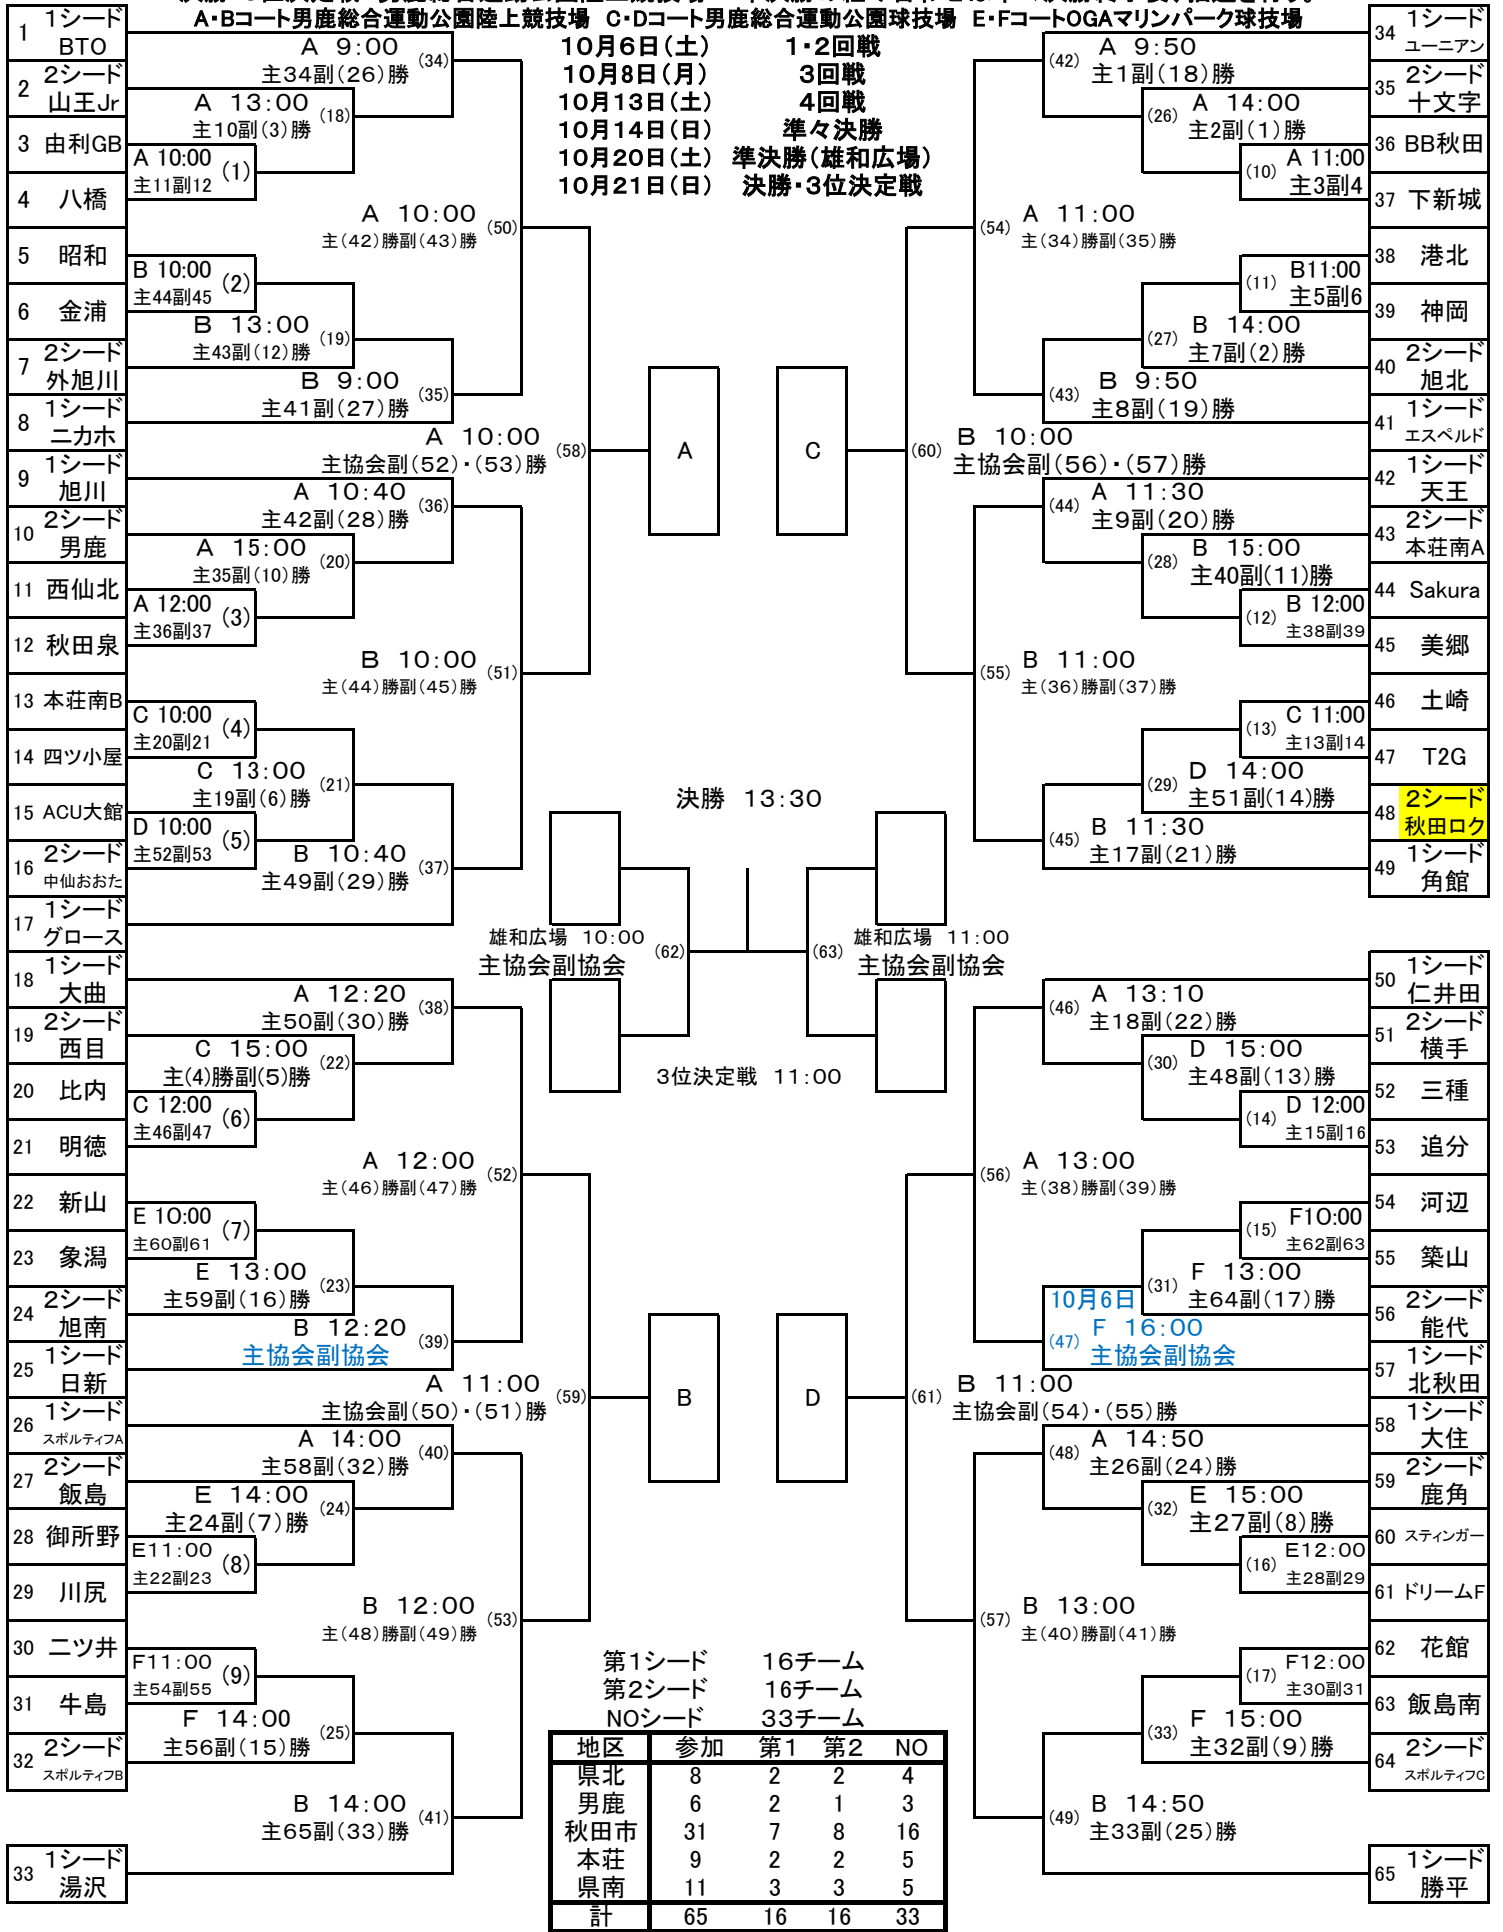 A・Bコート男鹿総合運動公園陸上競技場 C・Dコート男鹿総合運動公園球技場 E・FコートOGAマリンパーク球技場
10月6日(土) 1・2回戦
10月8日(月) 3回戦
10月13日(土) 4回戦
10月14日(日) 準々決勝
10月20日(土) 準決勝(雄和広場)
10月21日(日) 決勝・3位決定戦
1 1シード
BTO
2 2シード
山王Jr
3 由利GB
4 八橋
5 昭和
6 金浦
7 2シード
外旭川
8 1シード
ニカホ
9 1シード
旭川
10 2シード
男鹿
11 西仙北
12 秋田泉
13 本荘南B
14 四ツ小屋
15 ACU大館
16 2シード
中仙おおた
17 1シード
グロース
18 1シード
大曲
19 2シード
西目
20 比内
21 明徳
22 新山
23 象潟
24 2シード
旭南
25 1シード
日新
26 1シード
スポルティフA
27 2シード
飯島
28 御所野
29 川尻
30 二ツ井
31 牛島
32 2シード
スポルティフB
33 1シード
湯沢
A 10:00
主11副12 (1)
B 10:00
主44副45 (2)
A 12:00
主36副37 (3)
C 10:00
主20副21 (4)
D 10:00
主52副53 (5)
C 12:00
主46副47 (6)
E 10:00
主60副61 (7)
E11:00
主22副23 (8)
F11:00
主54副55 (9)
A 13:00
主10副(3)勝 (18)
B 13:00
主43副(12)勝 (19)
A 15:00
主35副(10)勝 (20)
C 13:00
主19副(6)勝 (21)
C 15:00
主(4)勝副(5)勝 (22)
E 13:00
主59副(16)勝 (23)
E 14:00
主24副(7)勝 (24)
F 14:00
主56副(15)勝 (25)
A 9:00
主34副(26)勝 (34)
B 9:00
主41副(27)勝 (35)
A 10:40
主42副(28)勝 (36)
B 10:40
主49副(29)勝 (37)
A 12:20
主50副(30)勝 (38)
B 12:20
主協会副協会 (39)
A 14:00
主58副(32)勝 (40)
B 14:00
主65副(33)勝 (41)
A 10:00
主(42)勝副(43)勝 (50)
B 10:00
主(44)勝副(45)勝 (51)
A 12:00
主(46)勝副(47)勝 (52)
B 12:00
主(48)勝副(49)勝 (53)
A 10:00
主協会副(52)・(53)勝 (58)
A 11:00
主協会副(50)・(51)勝 (59)
A
B
C
D
決勝 13:30
雄和広場 10:00
主協会副協会 (62)
雄和広場 11:00
主協会副協会 (63)
3位決定戦 11:00
B 10:00
(60) 主協会副(56)・(57)勝
B 11:00
(61) 主協会副(54)・(55)勝
A 11:00
(54) 主(34)勝副(35)勝
B 11:00
(55) 主(36)勝副(37)勝
A 13:00
(56) 主(38)勝副(39)勝
B 13:00
(57) 主(40)勝副(41)勝
A 9:50
(42) 主1副(18)勝
B 9:50
(43) 主8副(19)勝
A 11:30
(44) 主9副(20)勝
B 11:30
(45) 主17副(21)勝
A 13:10
(46) 主18副(22)勝
10月6日
F 16:00
(47) 主協会副協会
A 14:50
(48) 主26副(24)勝
B 14:50
(49) 主33副(25)勝
A 14:00
(26) 主2副(1)勝
B 14:00
(27) 主7副(2)勝
B 15:00
(28) 主40副(11)勝
D 14:00
(29) 主51副(14)勝
D 15:00
(30) 主48副(13)勝
F 13:00
(31) 主64副(17)勝
E 15:00
(32) 主27副(8)勝
F 15:00
(33) 主32副(9)勝
A 11:00
(10) 主3副4
B11:00
(11) 主5副6
B 12:00
(12) 主38副39
C 11:00
(13) 主13副14
D 12:00
(14) 主15副16
F10:00
(15) 主62副63
E12:00
(16) 主28副29
F12:00
(17) 主30副31
34 1シード
ユーニアン
35 2シード
十文字
36 BB秋田
37 下新城
38 港北
39 神岡
40 2シード
旭北
41 1シード
エスペルド
42 1シード
天王
43 2シード
本荘南A
44 Sakura
45 美郷
46 土崎
47 T2G
48 2シード
秋田ロク
49 1シード
角館
50 1シード
仁井田
51 2シード
横手
52 三種
53 追分
54 河辺
55 築山
56 2シード
能代
57 1シード
北秋田
58 1シード
大住
59 2シード
鹿角
60 スティンガー
61 ドリームF
62 花館
63 飯島南
64 2シード
スポルティフC
65 1シード
勝平
第1シード 16チーム
第2シード 16チーム
NOシード 33チーム
地区 参加 第1 第2 NO
県北 8 2 2 4
男鹿 6 2 1 3
秋田市 31 7 8 16
本荘 9 2 2 5
県南 11 3 3 5
計 65 16 16 33